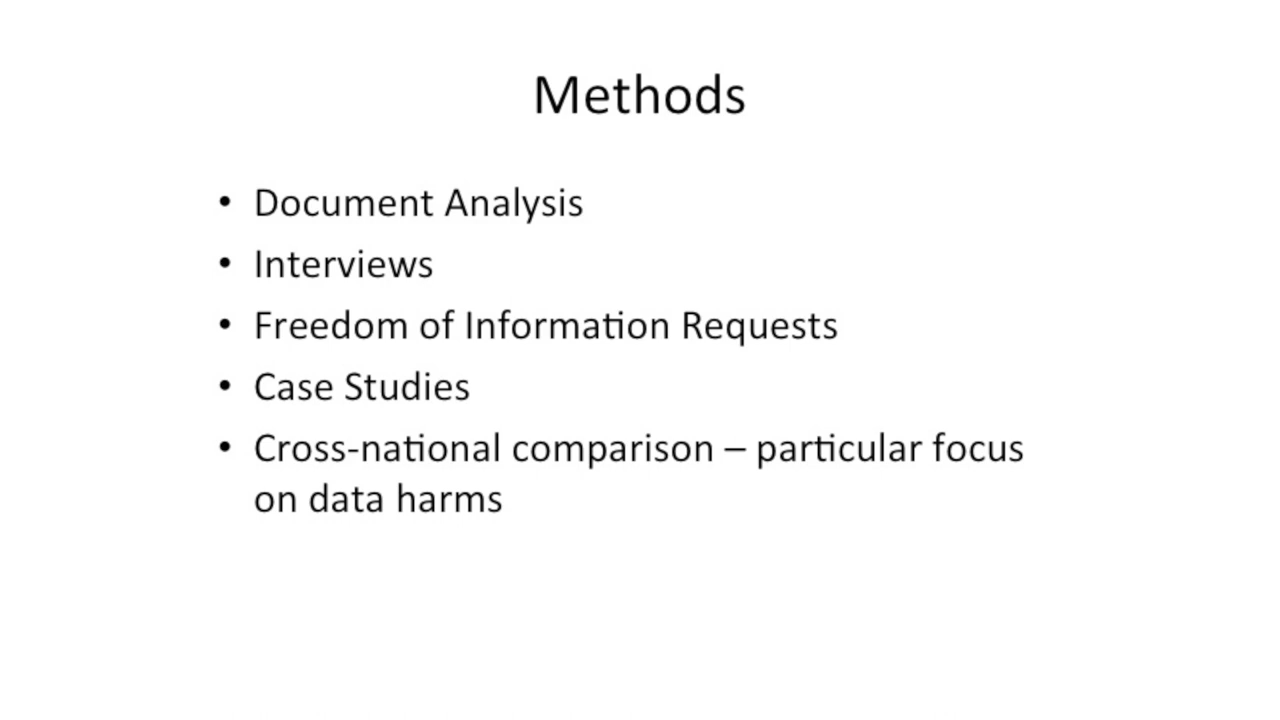 Methods
• Document Analysis
• Interviews
• Freedom of Information Requests
• Case Studies
• Cross-national comparison – particular focus
on data harms